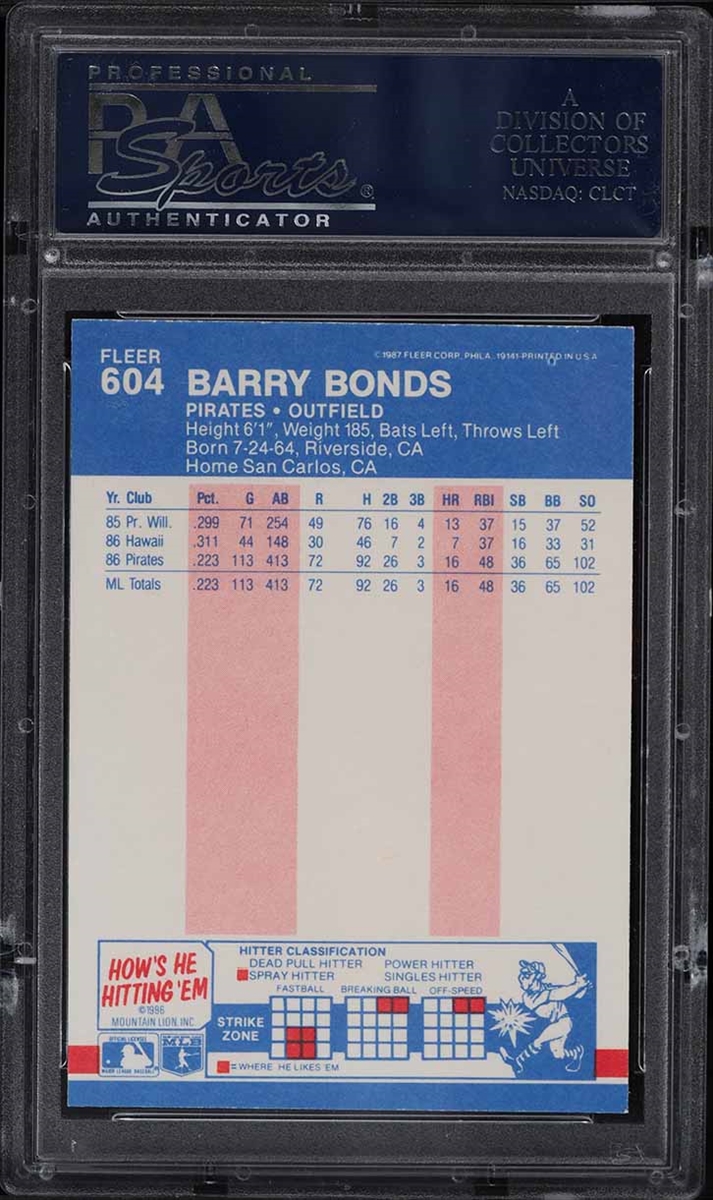 PROFESSIONAL
PSA
Sports®
AUTHENTICATOR
A
DIVISION OF
COLLECTORS
UNIVERSE
NASDAQ: CLCT
FLEER
604
©1987 FLEER CORP., PHILA., 19141-PRINTED IN U S A
BARRY BONDS
PIRATES • OUTFIELD
Height 6'1", Weight 185, Bats Left, Throws Left
Born 7-24-64, Riverside, CA
Home San Carlos, CA
Yr. Club Pct. G AB R H 2B 3B HR RBI SB BB SO
85 Pr. Will. .299 71 254 49 76 16 4 13 37 15 37 52
86 Hawaii .311 44 148 30 46 7 2 7 37 16 33 31
86 Pirates .223 113 413 72 92 26 3 16 48 36 65 102
ML Totals .223 113 413 72 92 26 3 16 48 36 65 102
HOW'S HE
HITTING 'EM
©1986
MOUNTAIN LION, INC.
OFFICIAL LICENSEE
MAJOR LEAGUE BASEBALL
MLB
HITTER CLASSIFICATION
DEAD PULL HITTER POWER HITTER
SPRAY HITTER SINGLES HITTER
FASTBALL BREAKING BALL OFF-SPEED
STRIKE
ZONE
=WHERE HE LIKES 'EM